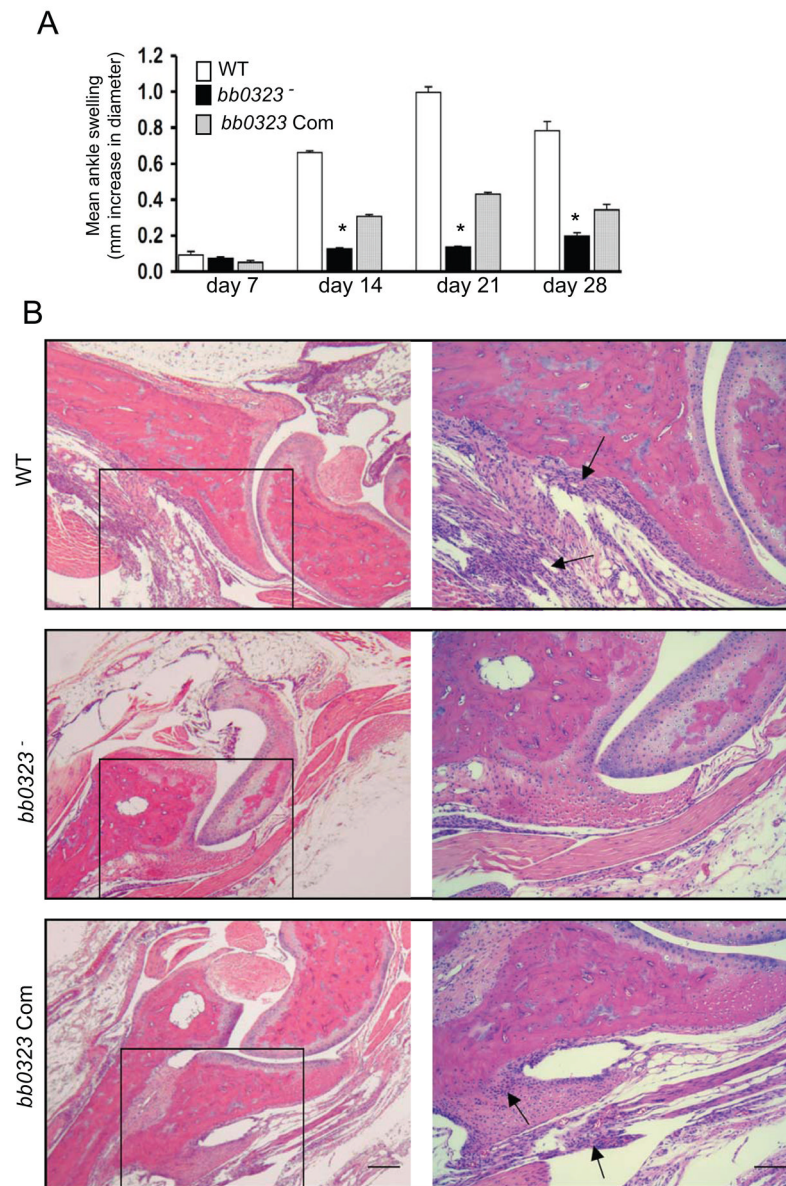 A
Mean ankle swelling
(mm increase in diameter)
1.2
1.0
0.8
0.6
0.4
0.2
0.0
WT
bb0323 -
bb0323 Com
*
*
*
day 7
day 14
day 21
day 28
B
WT
bb0323 -
bb0323 Com